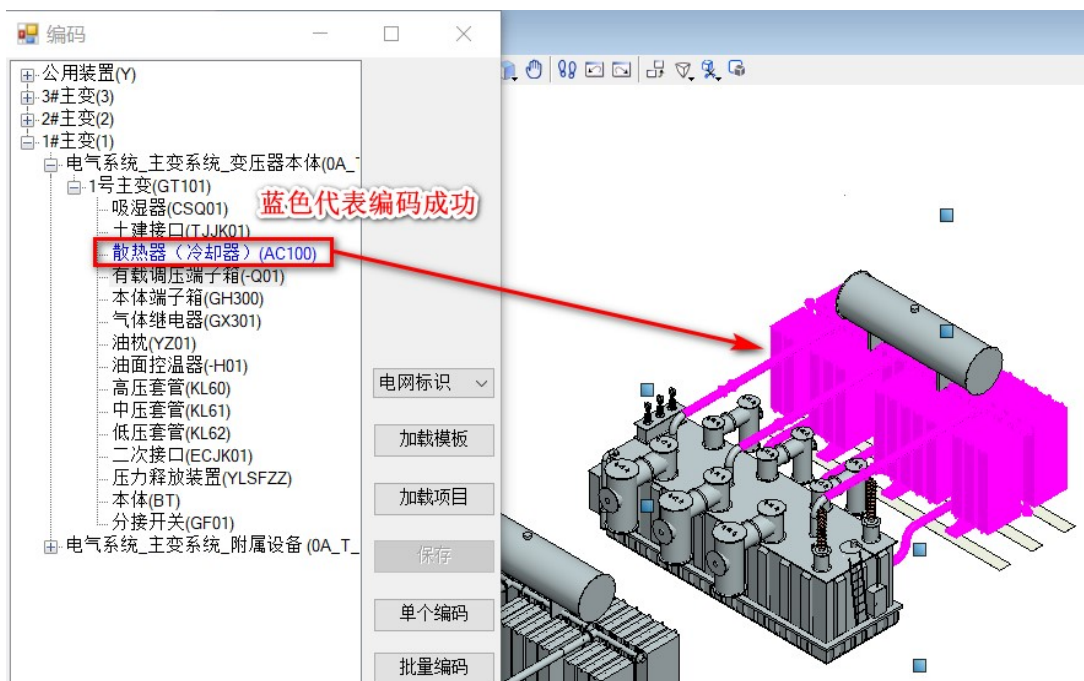 编码
公用装置(Y)
3#主变(3)
2#主变(2)
1#主变(1)
电气系统_主变系统_变压器本体(0A_T
1号主变(GT101)
吸湿器(CSQ01)
蓝色代表编码成功
土建接口(TJJK01)
散热器（冷却器）(AC100)
有载调压端子箱(-Q01)
本体端子箱(GH300)
气体继电器(GX301)
油枕(YZ01)
油面控温器(-H01)
高压套管(KL60)
中压套管(KL61)
低压套管(KL62)
二次接口(ECJK01)
压力释放装置(YLSFZZ)
本体(BT)
分接开关(GF01)
电气系统_主变系统_附属设备(0A_T_
电网标识
加载模板
加载项目
保存
单个编码
批量编码